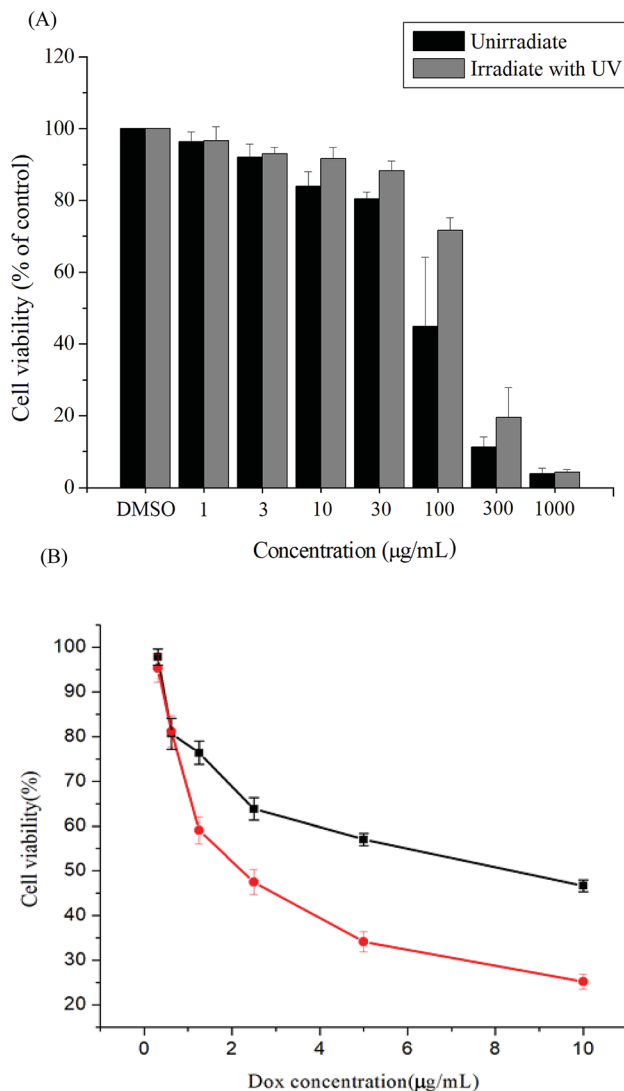 (A)
Unirradiate
Irradiate with UV
120
100
80
60
40
20
0
Cell viability (% of control)
DMSO 1 3 10 30 100 300 1000
Concentration (μg/mL)
(B)
100
90
80
70
60
50
40
30
20
Cell viability(%)
0 2 4 6 8 10
Dox concentration(μg/mL)